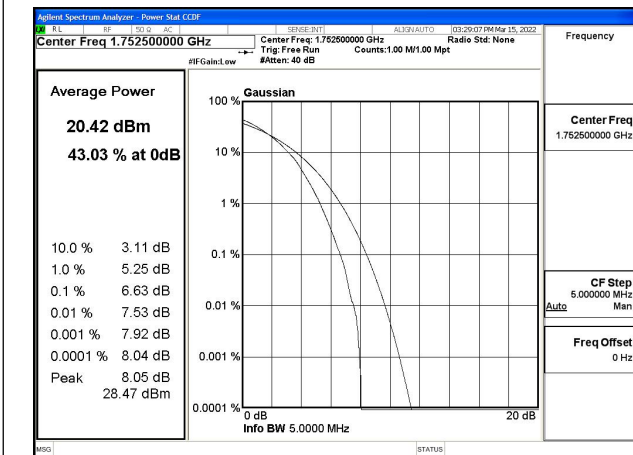 Agilent Spectrum Analyzer - Power Stat CCDF
RL RF 50 Ω AC SENSE:INT ALIGN AUTO 03:29:07 PM Mar 15, 2022
Center Freq 1.752500000 GHz
Center Freq: 1.752500000 GHz Radio Std: None
Trig: Free Run Counts:1.00 M/1.00 Mpt
#IFGain:Low #Atten: 40 dB
Frequency
Average Power
20.42 dBm
43.03 % at 0dB
10.0 % 3.11 dB
1.0 % 5.25 dB
0.1 % 6.63 dB
0.01 % 7.53 dB
0.001 % 7.92 dB
0.0001 % 8.04 dB
Peak 8.05 dB
28.47 dBm
Gaussian
100 %
10 %
1 %
0.1 %
0.01 %
0.001 %
0.0001 %
0 dB 20 dB
Info BW 5.0000 MHz
Center Freq
1.752500000 GHz
CF Step
5.000000 MHz
Auto Man
Freq Offset
0 Hz
MSG STATUS